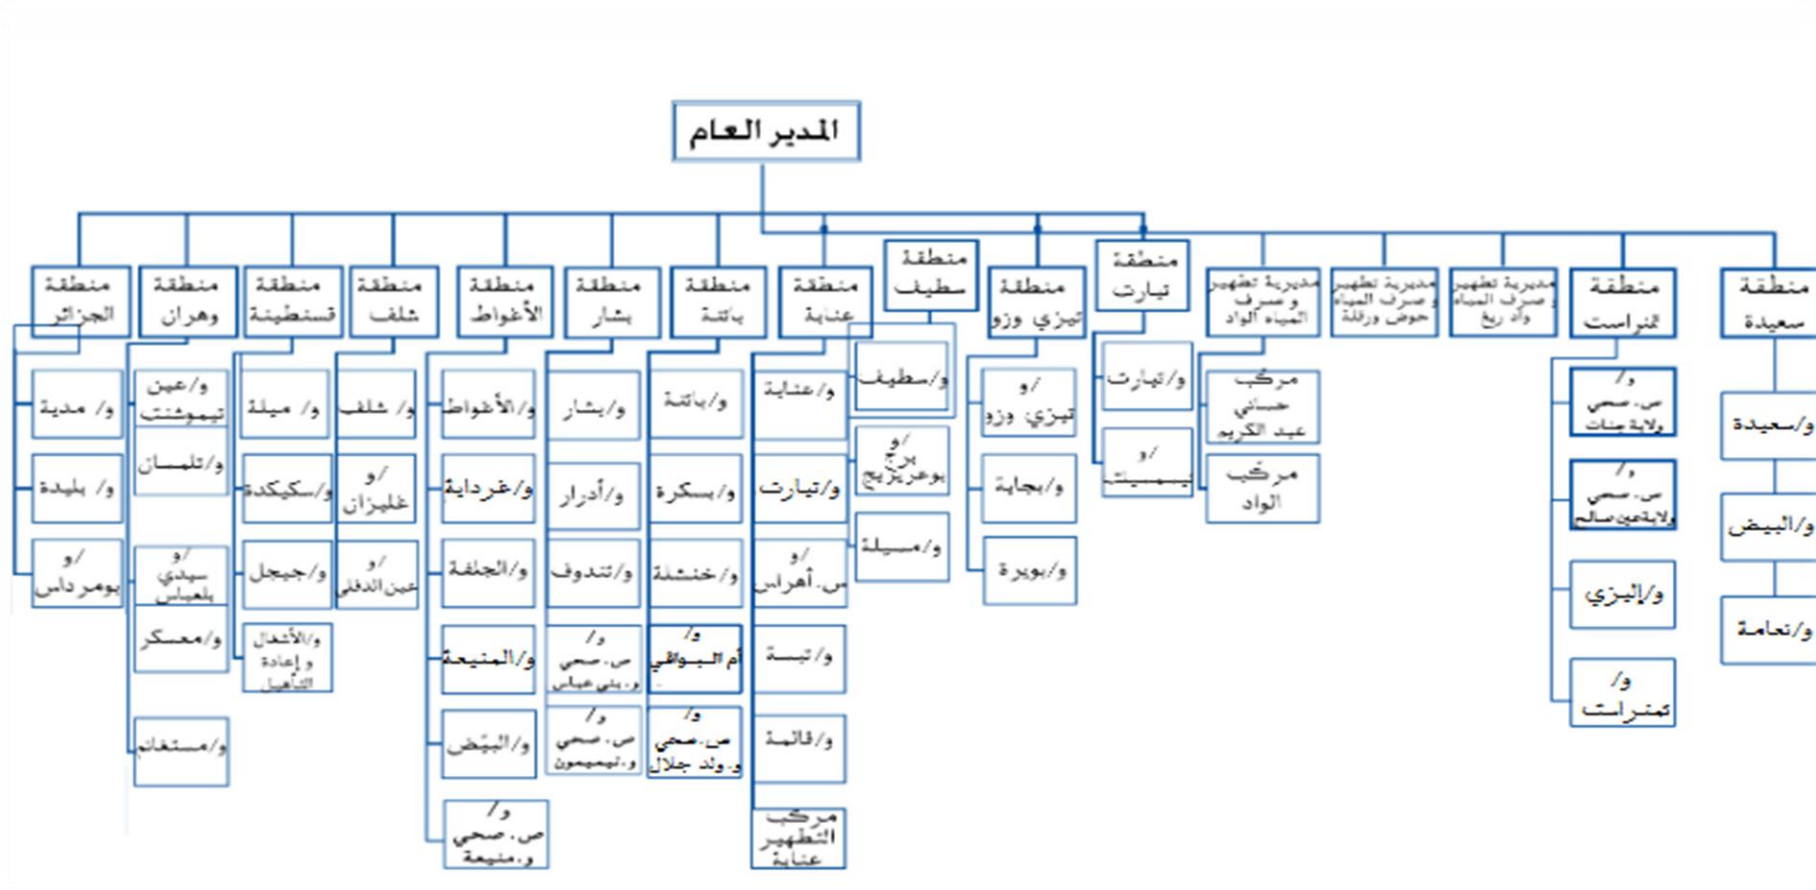 المدير العام
منطقة
الجزائر
و/ مدية
و/ بليدة
و/
بومرداس
منطقة
وهران
و/عين
تيموشنت
و/تلمسان
و/
سيدي
بلعباس
و/معسكر
و/مستغانم
منطقة
قسنطينة
و/ ميلة
و/سكيكدة
و/جيجل
و/الأشغال
و إعادة
التأهيل
منطقة
شلف
و/ شلف
و/
غليزان
و/
عين الدفلى
منطقة
الأغواط
و/الأغواط
و/غرداية
و/الجلفة
و/المنيعة
و/البيّض
و/
ص.صحي
و.منيعة
منطقة
بشار
و/بشار
و/أدرار
و/تندوف
و/
ص.صحي
و.بني عباس
و/
ص.صحي
و.تيميمون
منطقة
باتنة
و/باتنة
و/بسكرة
و/خنشلة
و/
أم البواقي
و/
ص.صحي
و.ولد جلال
منطقة
عنابة
و/عنابة
و/تيارت
و/
س.أهراس
و/تبسة
و/قالمة
مركب
التطهير
عنابة
منطقة
سطيف
و/سطيف
و/
برج
بوعريريج
و/مسيلة
منطقة
تيزي وزو
و/
تيزي وزو
و/بجاية
و/بويرة
منطقة
تيارت
و/تيارت
و/
مديرية تطهير
و صرف
المياه الواد
مركب
حساني
عبد الكريم
مركب
الواد
مديرية تطهير
و صرف المياه
حوض ورقلة
مديرية تطهير
و صرف المياه
واد ريغ
منطقة
تمنراست
و/
ص.صحي
ولاية جنات
و/
ص.صحي
ولاية عين صالح
و/إليزي
و/
تمنراست
منطقة
سعيدة
و/سعيدة
و/البيض
و/نعامة